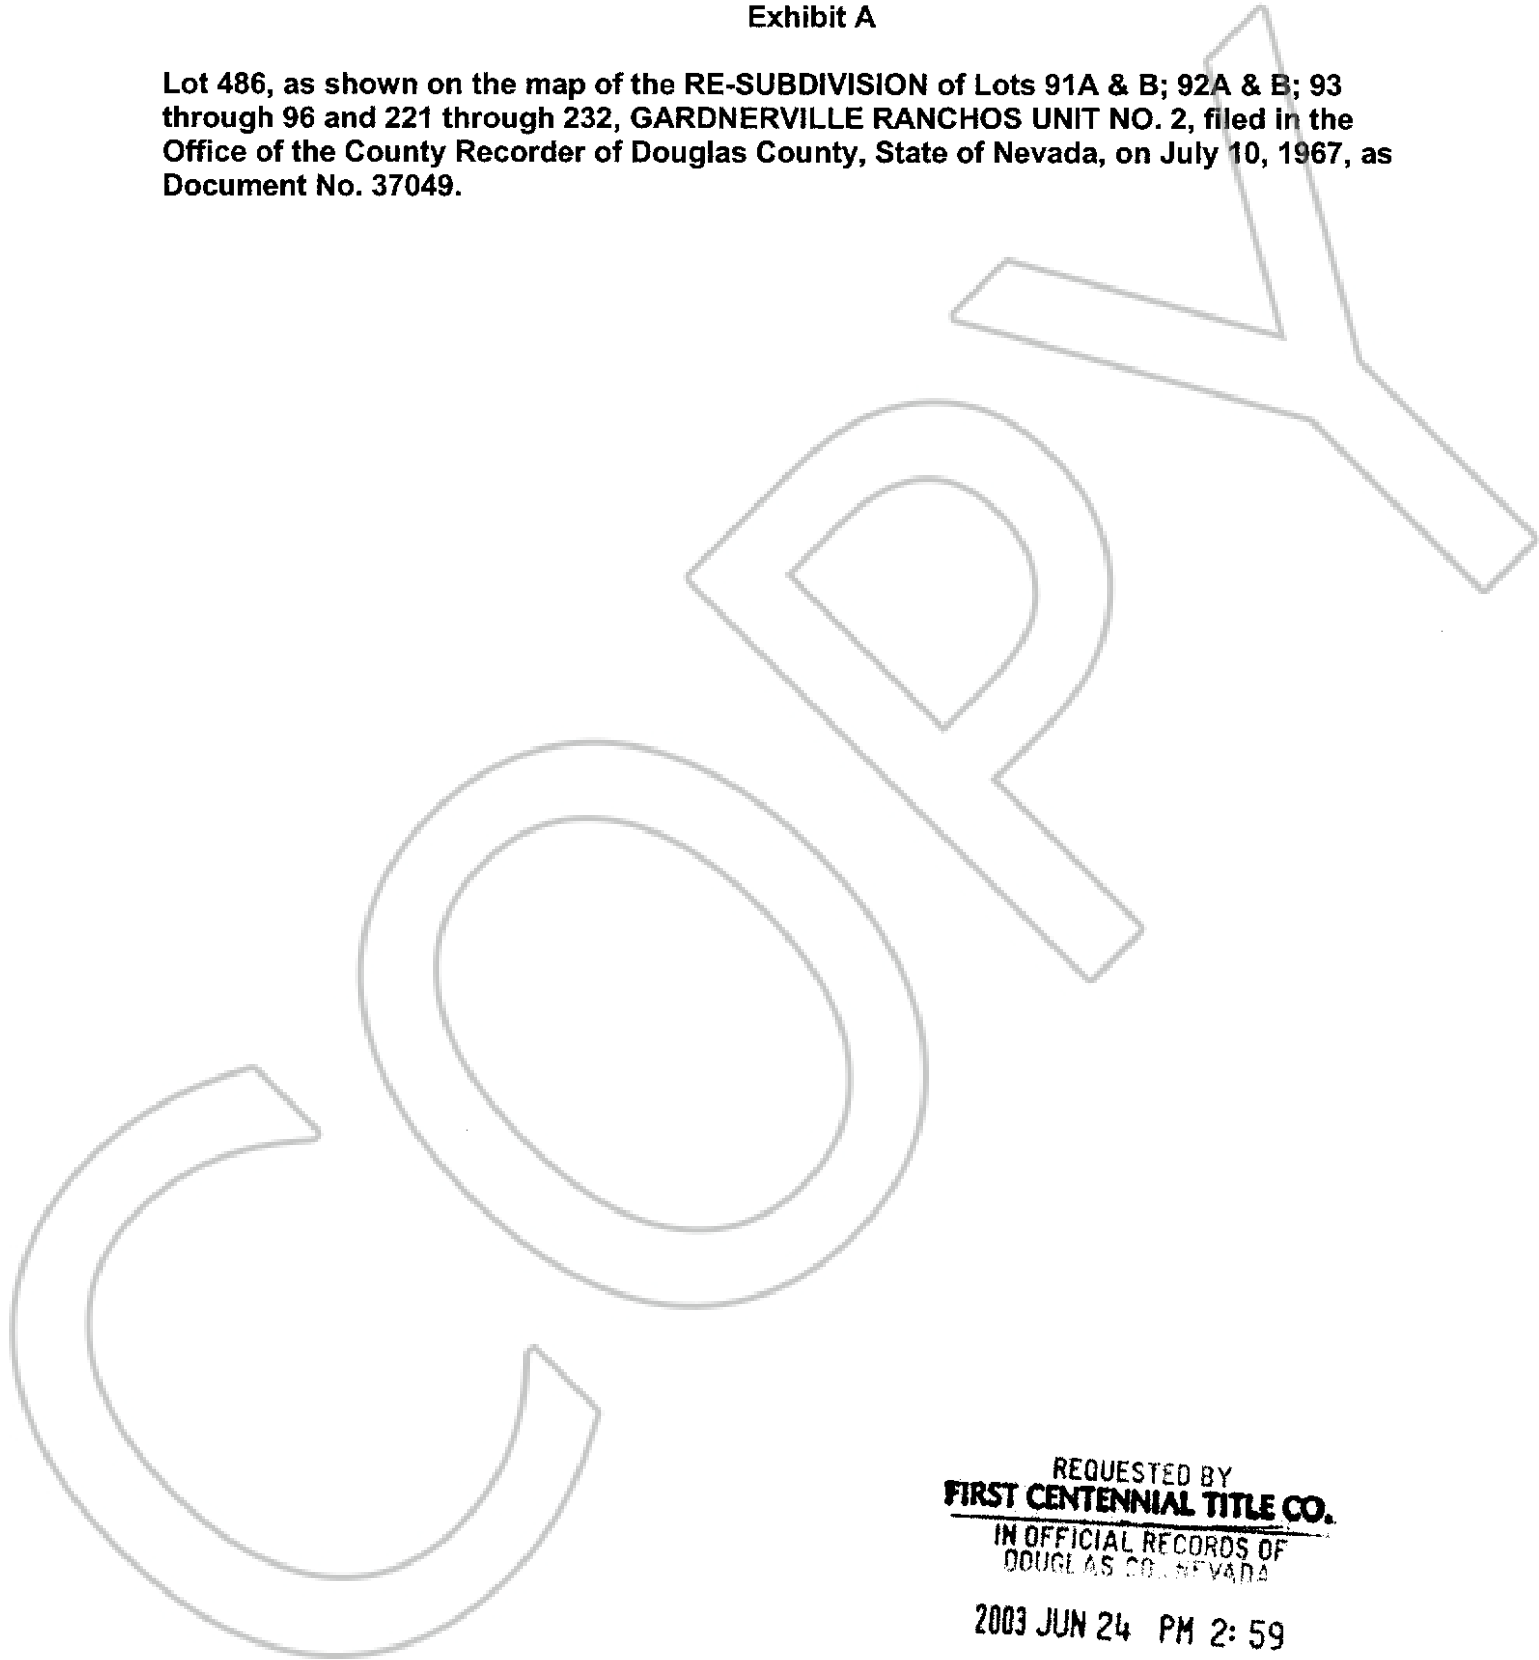 Exhibit A
Lot 486, as shown on the map of the RE-SUBDIVISION of Lots 91A & B; 92A & B; 93
through 96 and 221 through 232, GARDNERVILLE RANCHOS UNIT NO. 2, filed in the
Office of the County Recorder of Douglas County, State of Nevada, on July 10, 1967, as
Document No. 37049.
COPY
REQUESTED BY
FIRST CENTENNIAL TITLE CO.
IN OFFICIAL RECORDS OF
DOUGLAS CO., NEVADA
2003 JUN 24 PM 2: 59